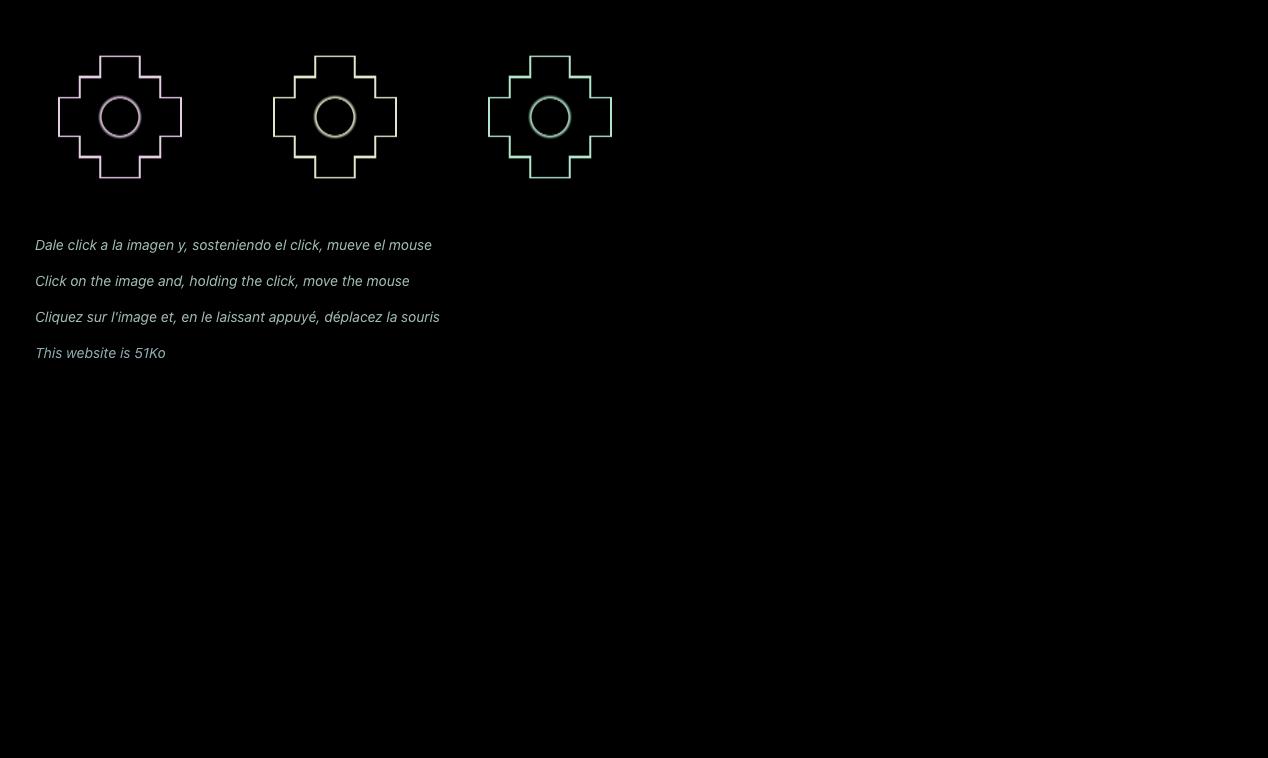 Dale click a la imagen y, sosteniendo el click, mueve el mouse
Click on the image and, holding the click, move the mouse
Cliquez sur l'image et, en le laissant appuyé, déplacez la souris
This website is 51Ko